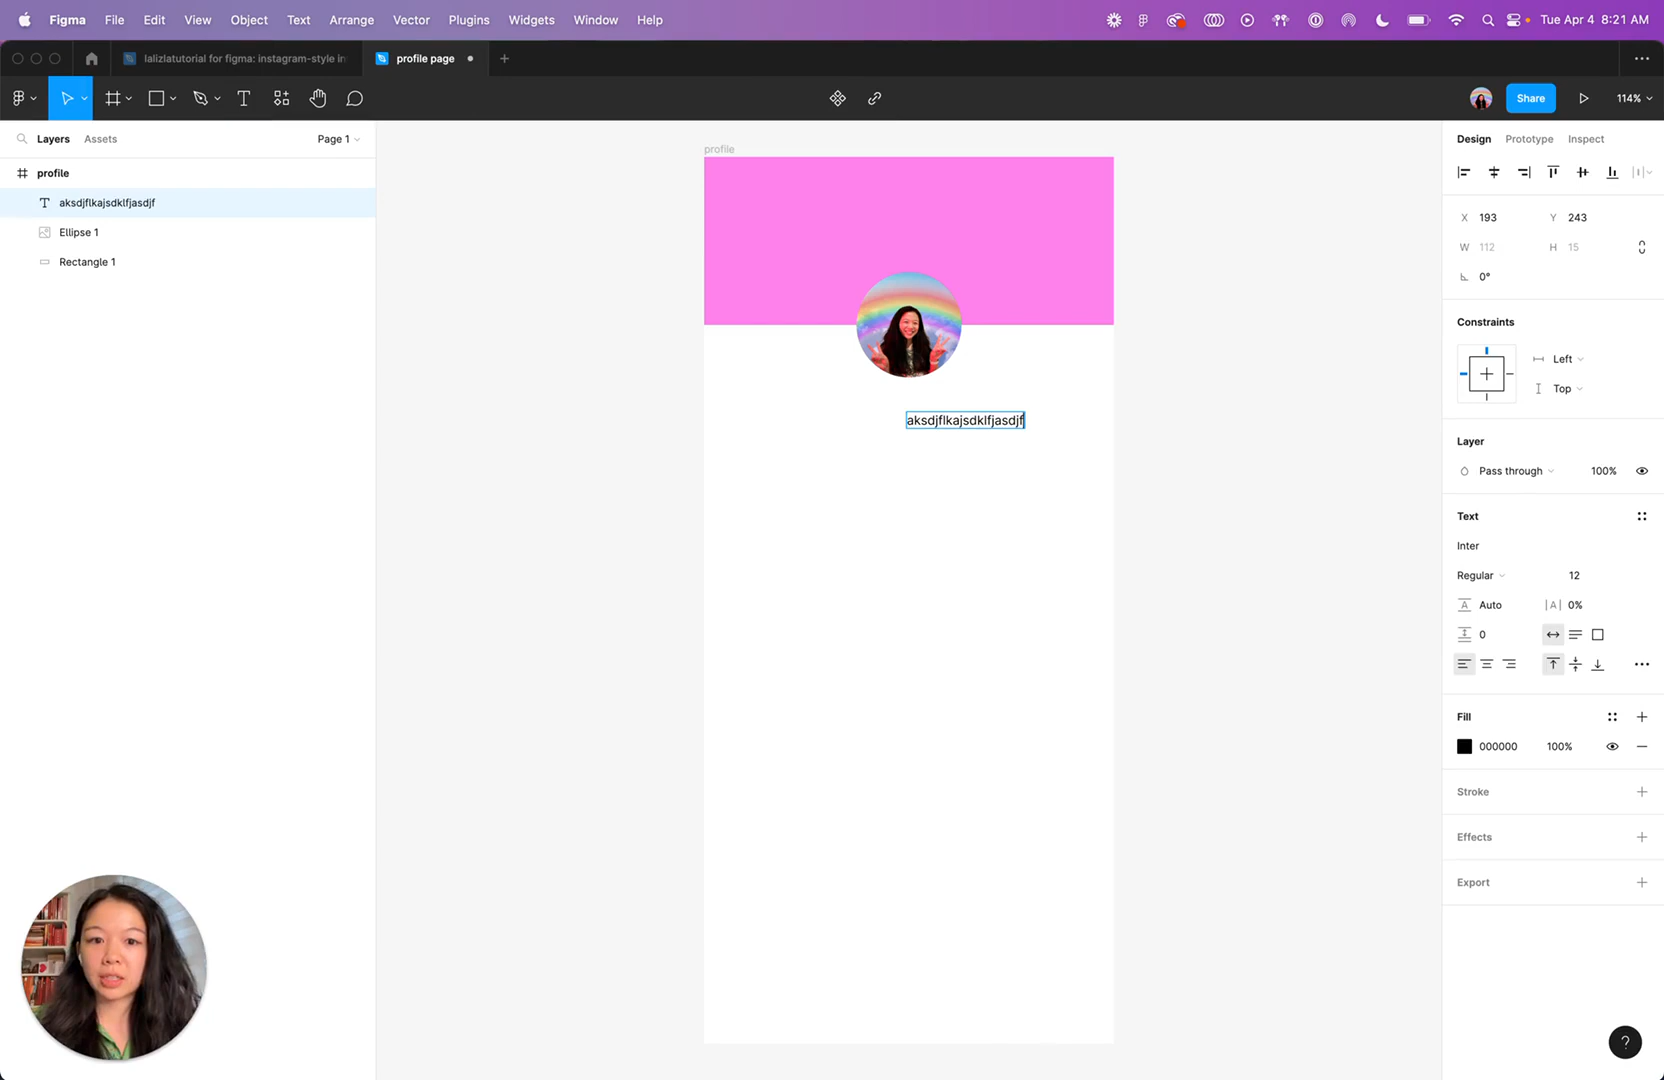 Figma File Edit View Object Text Arrange Vector Plugins Widgets Window Help Tue Apr 4 8:21 AM
lalizlatutorial for figma: instagram-style in profile page
Share 114%
Layers Assets Page 1
profile
aksdjflkajsdklfjasdjf
Ellipse 1
Rectangle 1
profile
aksdjflkajsdklfjasdjf
Design Prototype Inspect
X 193 Y 243
W 112 H 15
0°
Constraints
Left
Top
Layer
Pass through 100%
Text
Inter
Regular 12
Auto 0%
0
Fill
000000 100%
Stroke
Effects
Export
?